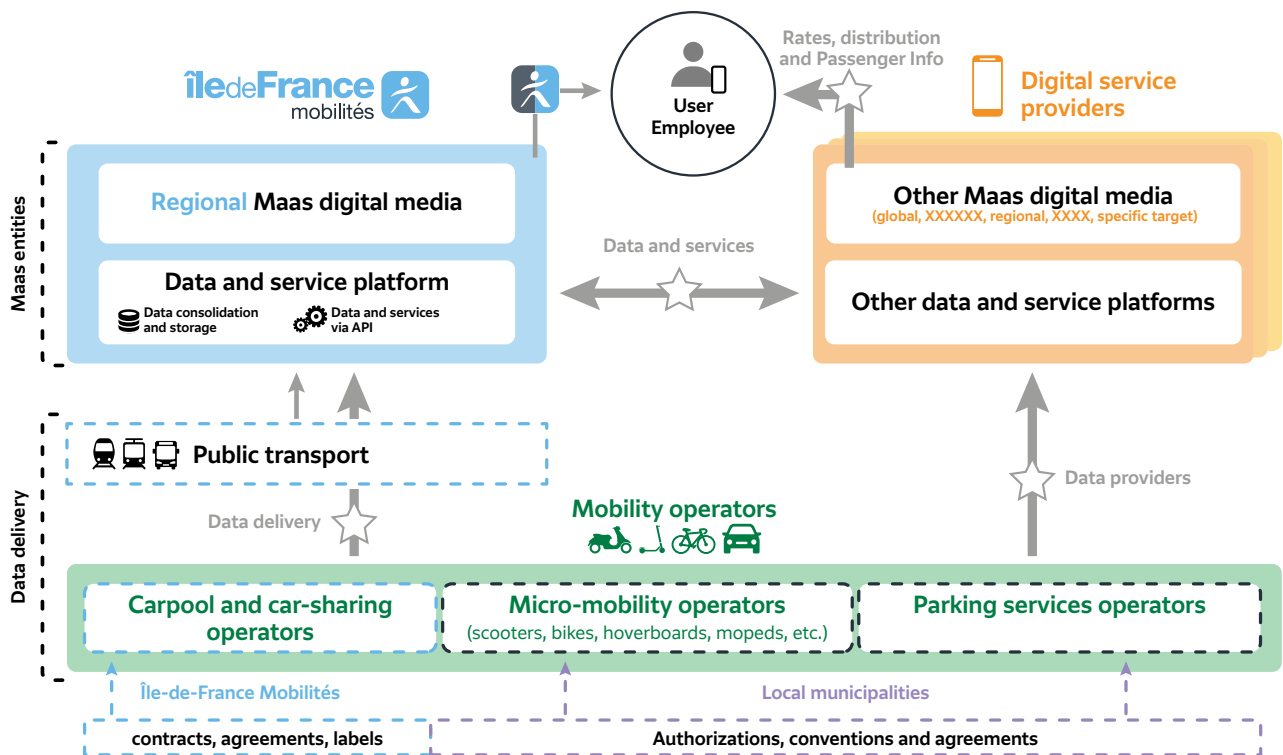 îledeFrance
mobilités
User
Employee
Rates, distribution
and Passenger Info
Digital service
providers
Maas entities
Regional Maas digital media
Data and service platform
Data consolidation
and storage
Data and services
via API
Data and services
Other Maas digital media
(global, XXXXXX, regional, XXXX, specific target)
Other data and service platforms
Data delivery
Public transport
Data delivery
Mobility operators
Data providers
Carpool and car-sharing
operators
Micro-mobility operators
(scooters, bikes, hoverboards, mopeds, etc.)
Parking services operators
Île-de-France Mobilités
Local municipalities
contracts, agreements, labels
Authorizations, conventions and agreements